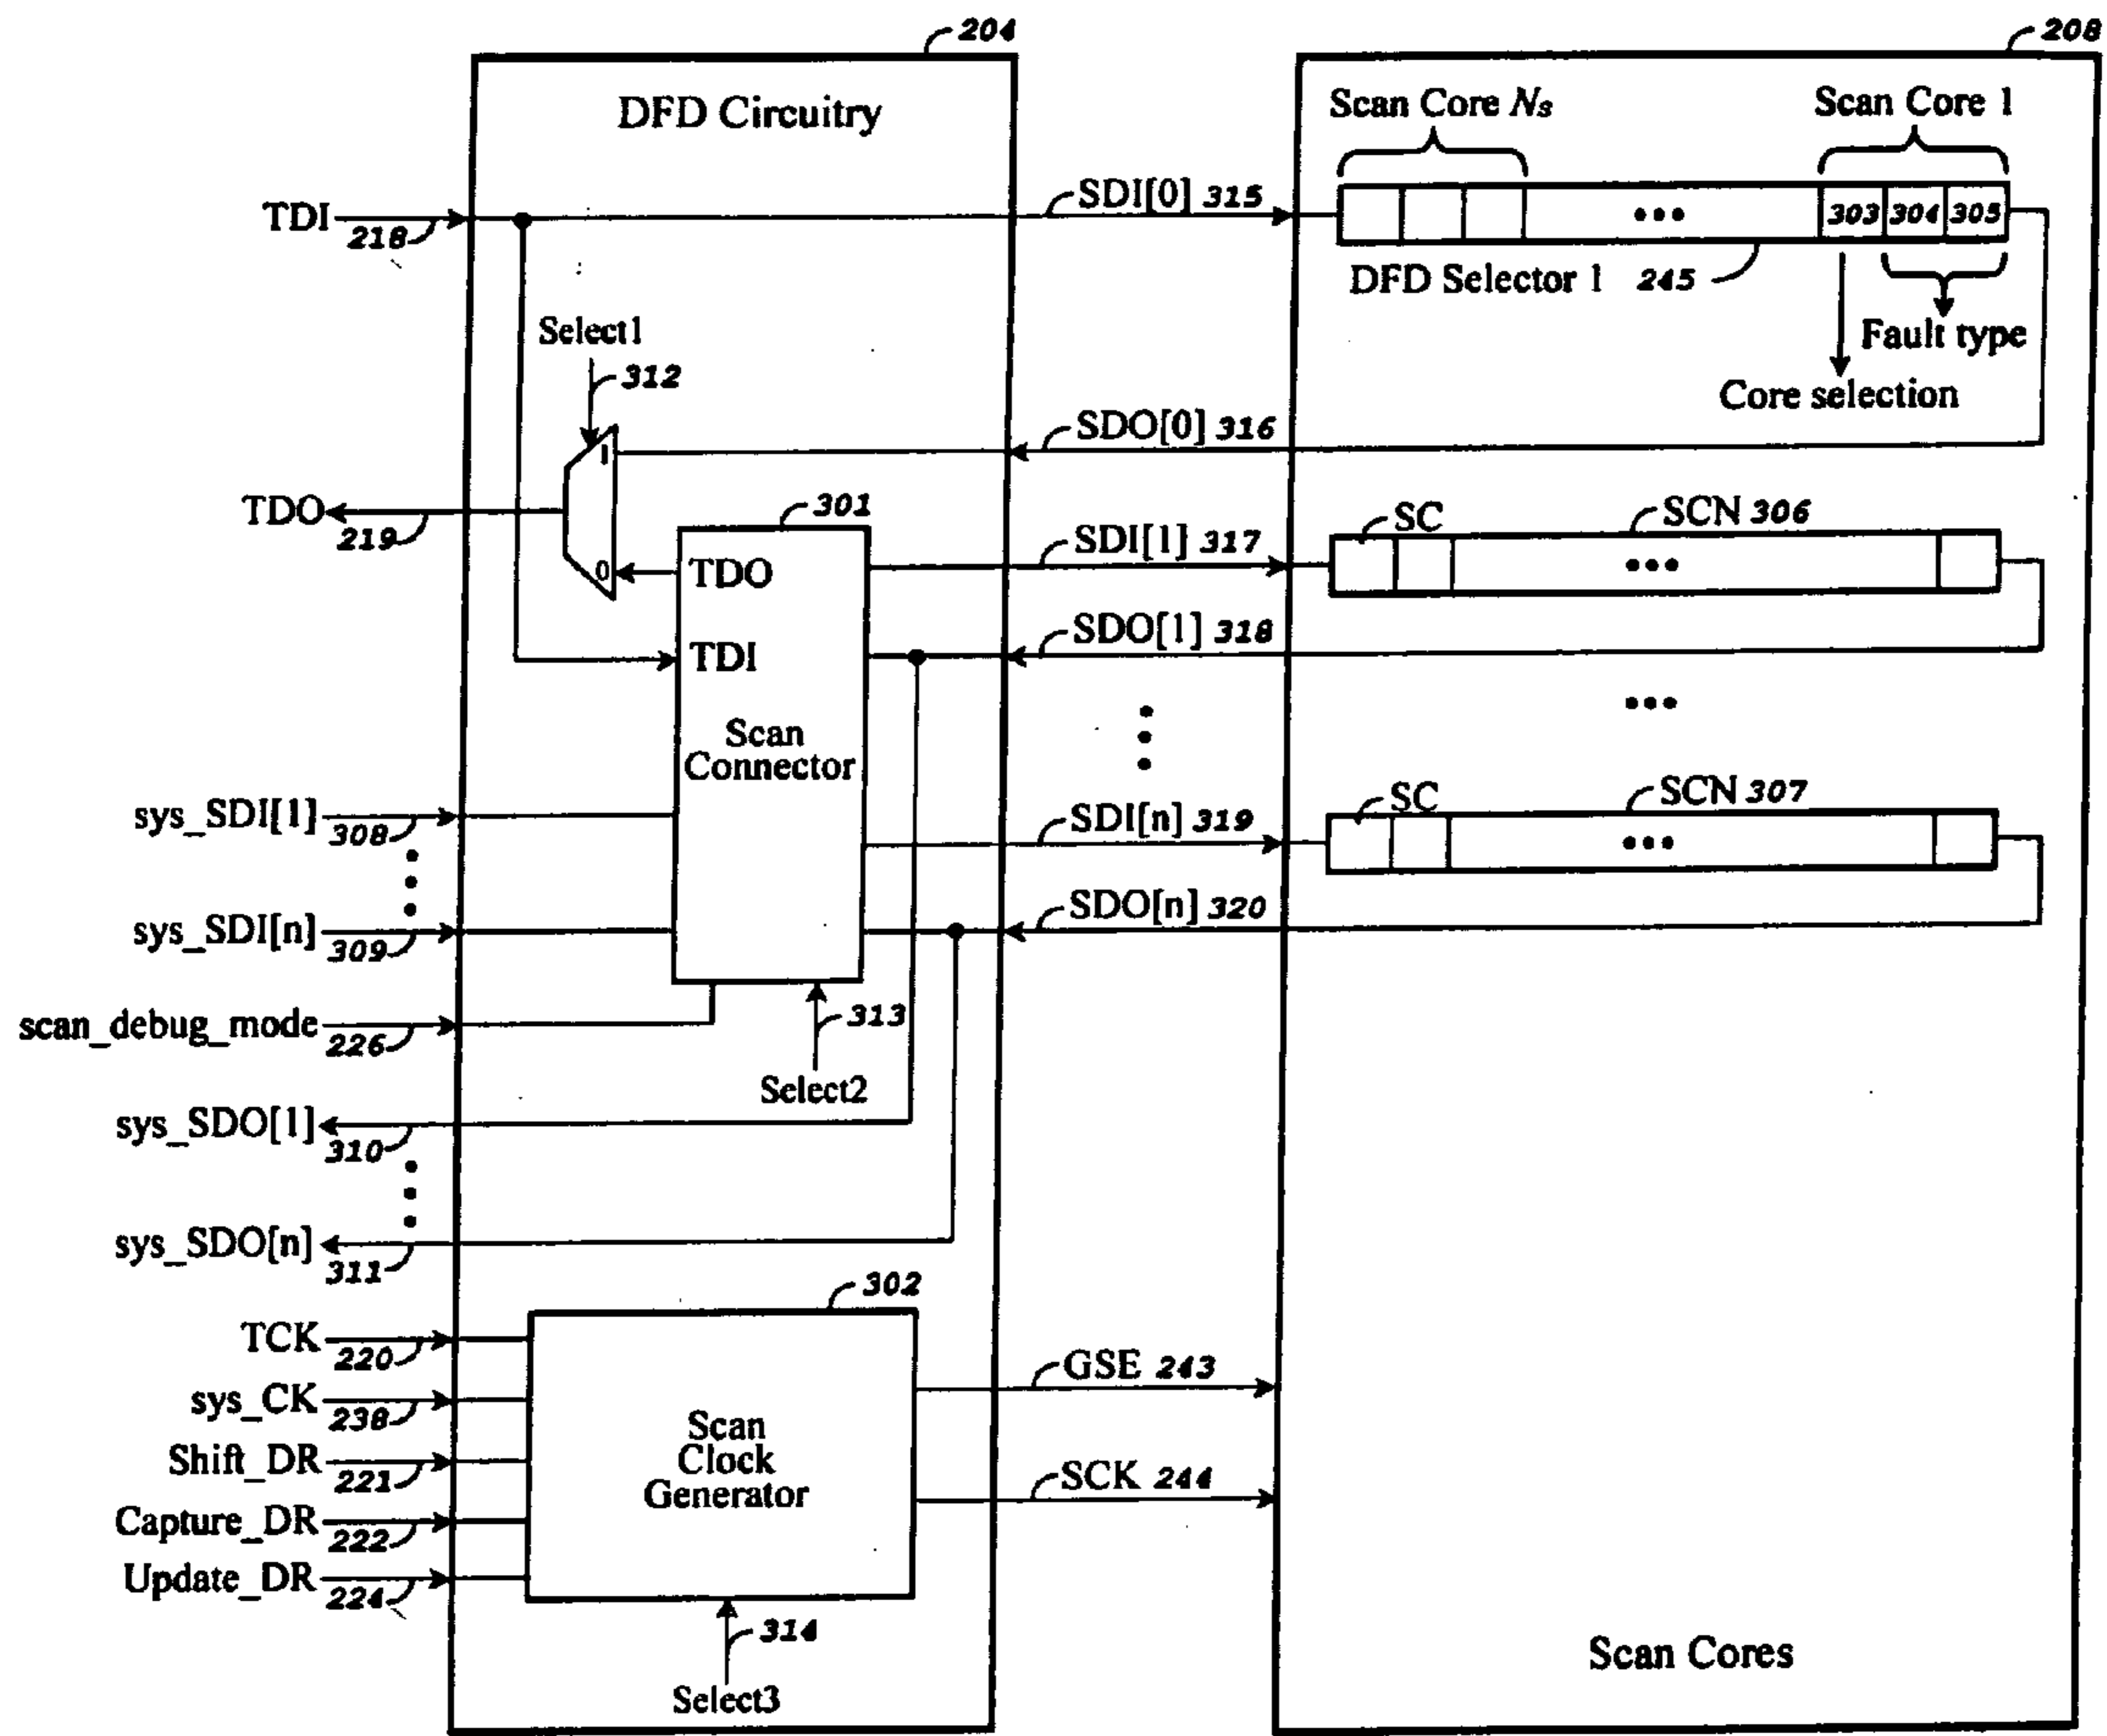 204
208
DFD Circuitry
Scan Core Ns
Scan Core 1
TDI
218
SDI[0] 315
303 304 305
DFD Selector 1 245
Fault type
Core selection
Select1
312
SDO[0] 316
1
TDO
219
301
0
TDO
SDI[1] 317
SC
SCN 306
TDI
SDO[1] 318
Scan
Connector
sys_SDI[1]
308
SDI[n] 319
SC
SCN 307
sys_SDI[n]
309
SDO[n] 320
scan_debug_mode
226
313
Select2
sys_SDO[1]
310
sys_SDO[n]
311
302
TCK
220
GSE 243
sys_CK
238
Scan
Clock
Generator
Shift_DR
221
SCK 244
Capture_DR
222
Update_DR
224
314
Select3
Scan Cores